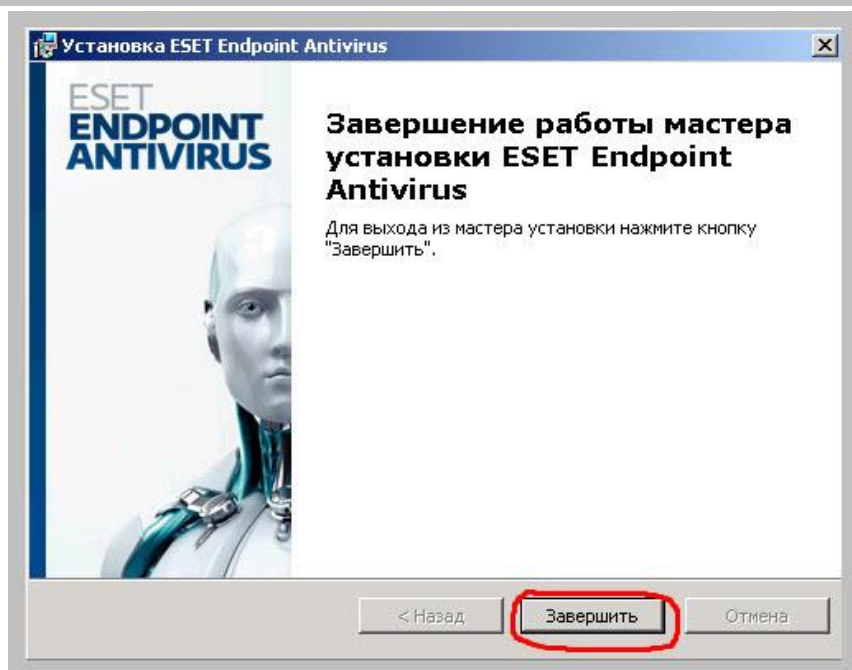 Установка ESET Endpoint Antivirus
ESET
ENDPOINT
ANTIVIRUS
Завершение работы мастера
установки ESET Endpoint
Antivirus
Для выхода из мастера установки нажмите кнопку
"Завершить".
< Назад
Завершить
Отмена